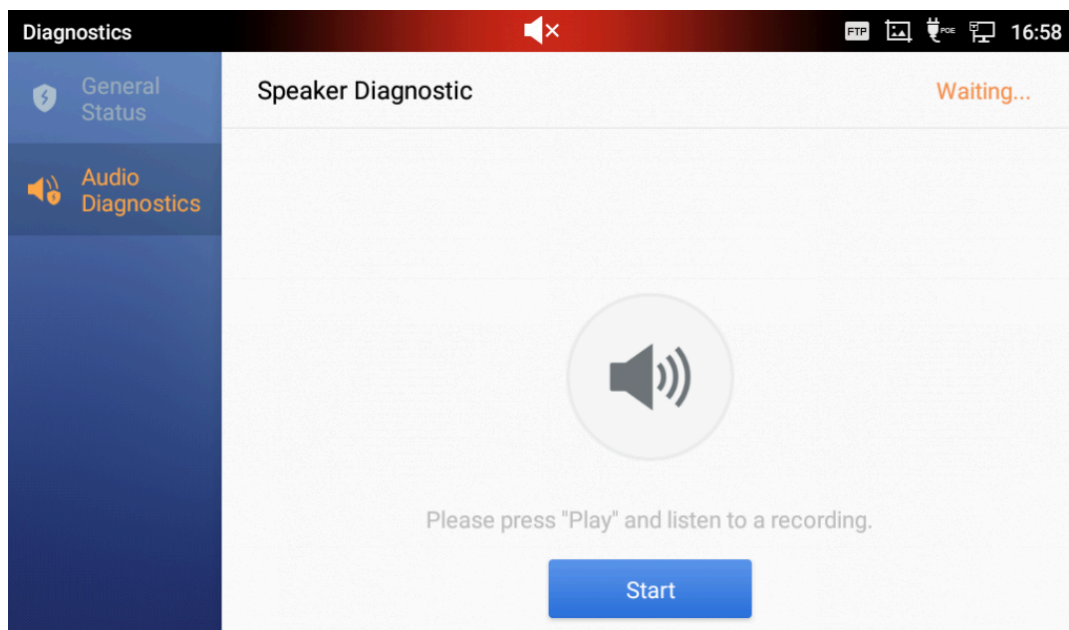 Diagnostics
FTP
POE
16:58
General
Status
Audio
Diagnostics
Speaker Diagnostic
Waiting...
Please press "Play" and listen to a recording.
Start